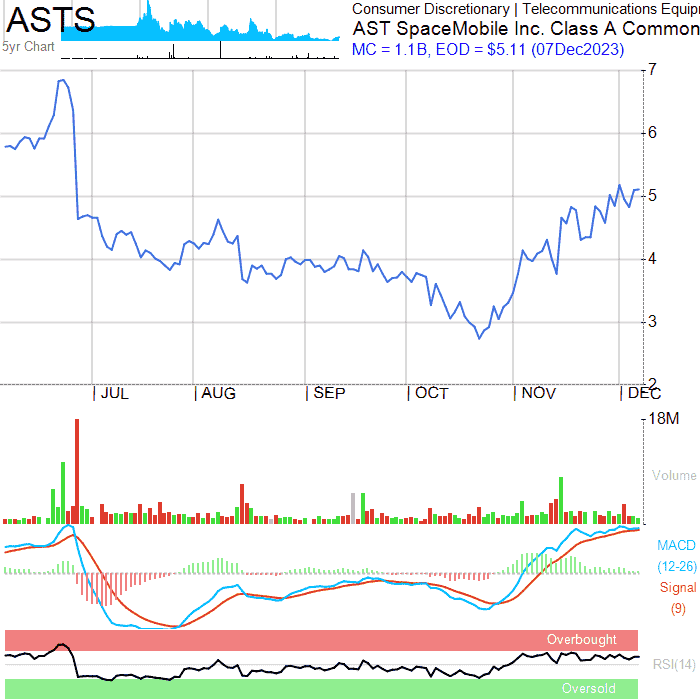 ASTS
5yr Chart
Consumer Discretionary | Telecommunications Equip
AST SpaceMobile Inc. Class A Common
MC = 1.1B, EOD = $5.11 (07Dec2023)
7
6
5
4
3
2
JUL AUG SEP OCT NOV DEC
18M
Volume
MACD
(12-26)
Signal
(9)
Overbought
RSI(14)
Oversold